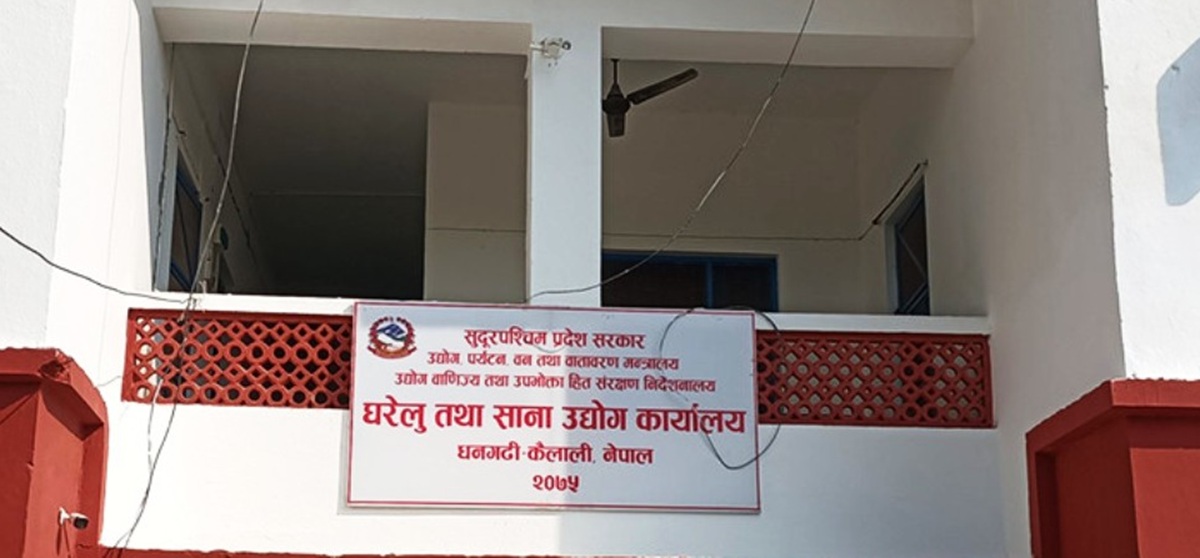 सुदूरपश्चिम प्रदेश सरकार
उद्योग, पर्यटन, वन तथा वातावरण मन्त्रालय
उद्योग वाणिज्य तथा उपभोक्ता हित संरक्षण निर्देशनालय
घरेलु तथा साना उद्योग कार्यालय
धनगढी-कैलाली, नेपाल
२०७५